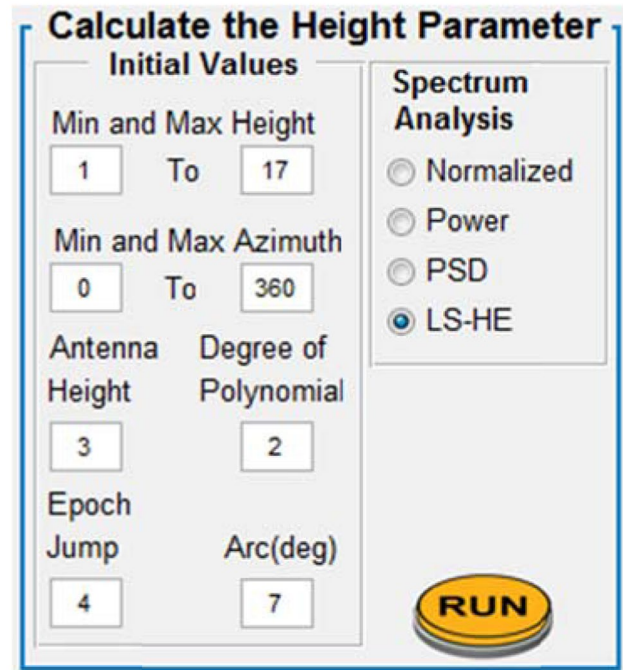 Calculate the Height Parameter
Initial Values
Min and Max Height
1 To 17
Min and Max Azimuth
0 To 360
Antenna Height
3
Degree of Polynomial
2
Epoch Jump
4
Arc(deg)
7
Spectrum
Analysis
Normalized
Power
PSD
LS-HE
RUN